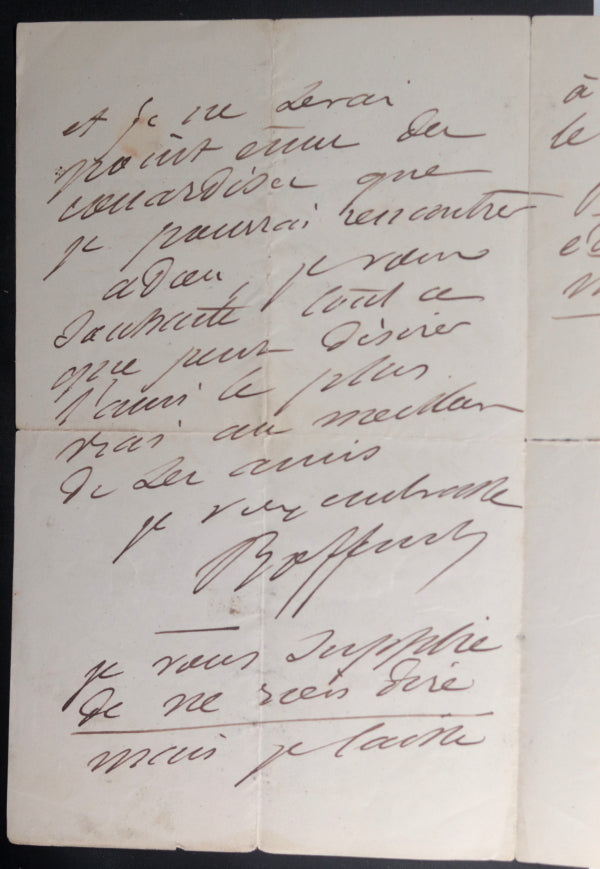 et je ne serai
point ému des
couardises que
je pourrai rencontrer
adieu, je vous
souhaite tout ce
que peut désirer
l'ami le plus
vrai au meilleur
de ses amis
je vous embrasse
je vous supplie
de ne rien dire
mais je laisse
à
le